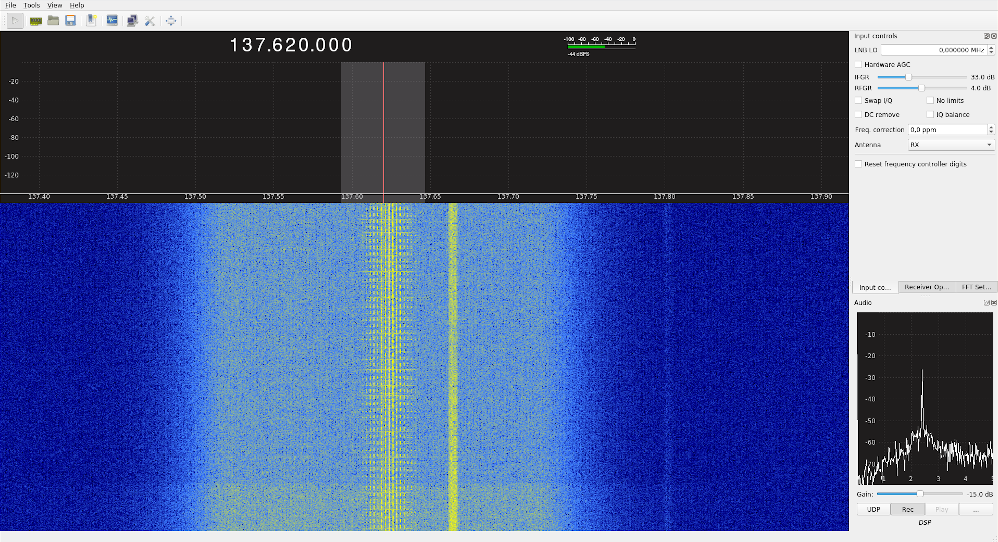 File Tools View Help
137.620.000
-100 -80 -60 -40 -20 0
-44 dBFS
-20
-40
-60
-80
-100
-120
137.40 137.45 137.50 137.55 137.60 137.65 137.70 137.75 137.80 137.85 137.90
Input controls
LNB LO 0,000000 MHz
Hardware AGC
IFGR 33.0 dB
RFGR 4.0 dB
Swap I/Q No limits
DC remove IQ balance
Freq. correction 0,0 ppm
Antenna RX
Reset frequency controller digits
Input co... Receiver Op... FFT Set...
Audio
-10
-20
-30
-40
-50
-60
1 2 3 4 5
Gain: -15.0 dB
UDP Rec Play ...
DSP